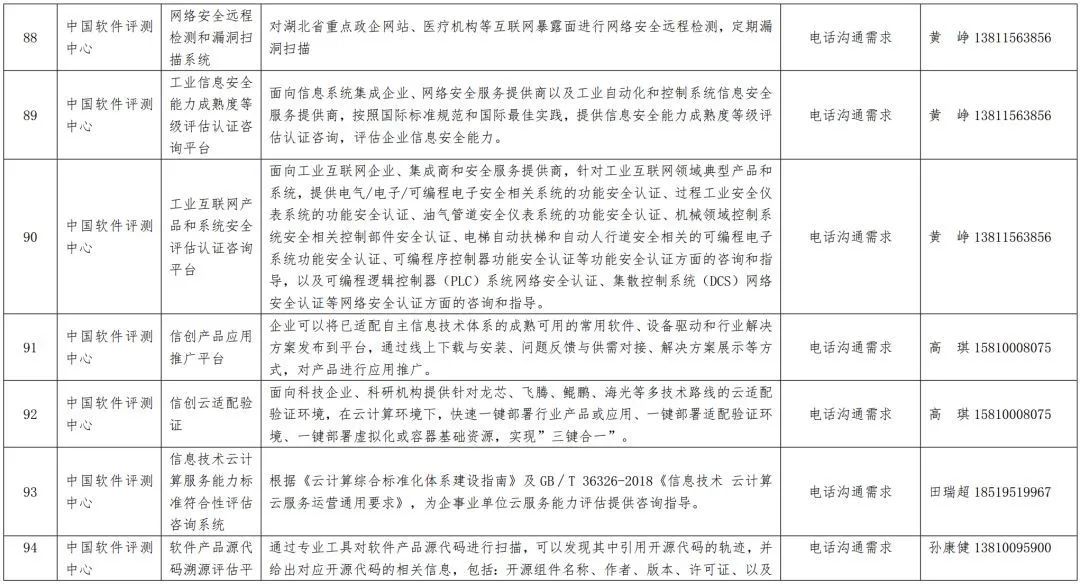 88
中国软件评测
中心
网络安全远程
检测和漏洞扫
描系统
对湖北省重点政企网站、医疗机构等互联网暴露面进行网络安全远程检测，定期漏
洞扫描
电话沟通需求
黄 峥 13811563856
89
中国软件评测
中心
工业信息安全
能力成熟度等
级评估认证咨
询平台
面向信息系统集成企业、网络安全服务提供商以及工业自动化和控制系统信息安全
服务提供商，按照国际标准规范和国际最佳实践，提供信息安全能力成熟度等级评
估认证咨询，评估企业信息安全能力。
电话沟通需求
黄 峥 13811563856
90
中国软件评测
中心
工业互联网产
品和系统安全
评估认证咨询
平台
面向工业互联网企业、集成商和安全服务提供商，针对工业互联网领域典型产品和
系统，提供电气/电子/可编程电子安全相关系统的功能安全认证、过程工业安全仪
表系统的功能安全认证、油气管道安全仪表系统的功能安全认证、机械领域控制系
统安全相关控制部件安全认证、电梯自动扶梯和自动人行道安全相关的可编程电子
系统功能安全认证、可编程序控制器功能安全认证等功能安全认证方面的咨询和指
导，以及可编程逻辑控制器（PLC）系统网络安全认证、集散控制系统（DCS）网络
安全认证等网络安全认证方面的咨询和指导。
电话沟通需求
黄 峥 13811563856
91
中国软件评测
中心
信创产品应用
推广平台
企业可以将已适配自主信息技术体系的成熟可用的常用软件、设备驱动和行业解决
方案发布到平台，通过线上下载与安装、问题反馈与供需对接、解决方案展示等方
式，对产品进行应用推广。
电话沟通需求
高 琪 15810008075
92
中国软件评测
中心
信创云适配验
证
面向科技企业、科研机构提供针对龙芯、飞腾、鲲鹏、海光等多技术路线的云适配
验证环境，在云计算环境下，快速一键部署行业产品或应用、一键部署适配验证环
境、一键部署虚拟化或容器基础资源，实现”三键合一”。
电话沟通需求
高 琪 15810008075
93
中国软件评测
中心
信息技术云计
算服务能力标
准符合性评估
咨询系统
根据《云计算综合标准化体系建设指南》及GB／T 36326-2018《信息技术 云计算
云服务运营通用要求》，为企事业单位云服务能力评估提供咨询指导。
电话沟通需求
田瑞超 18519519967
94
中国软件评测
中心
软件产品源代
码溯源评估平
通过专业工具对软件产品源代码进行扫描，可以发现其中引用开源代码的轨迹，并
给出对应开源代码的相关信息，包括：开源组件名称、作者、版本、许可证、以及
电话沟通需求
孙康健 13810095900